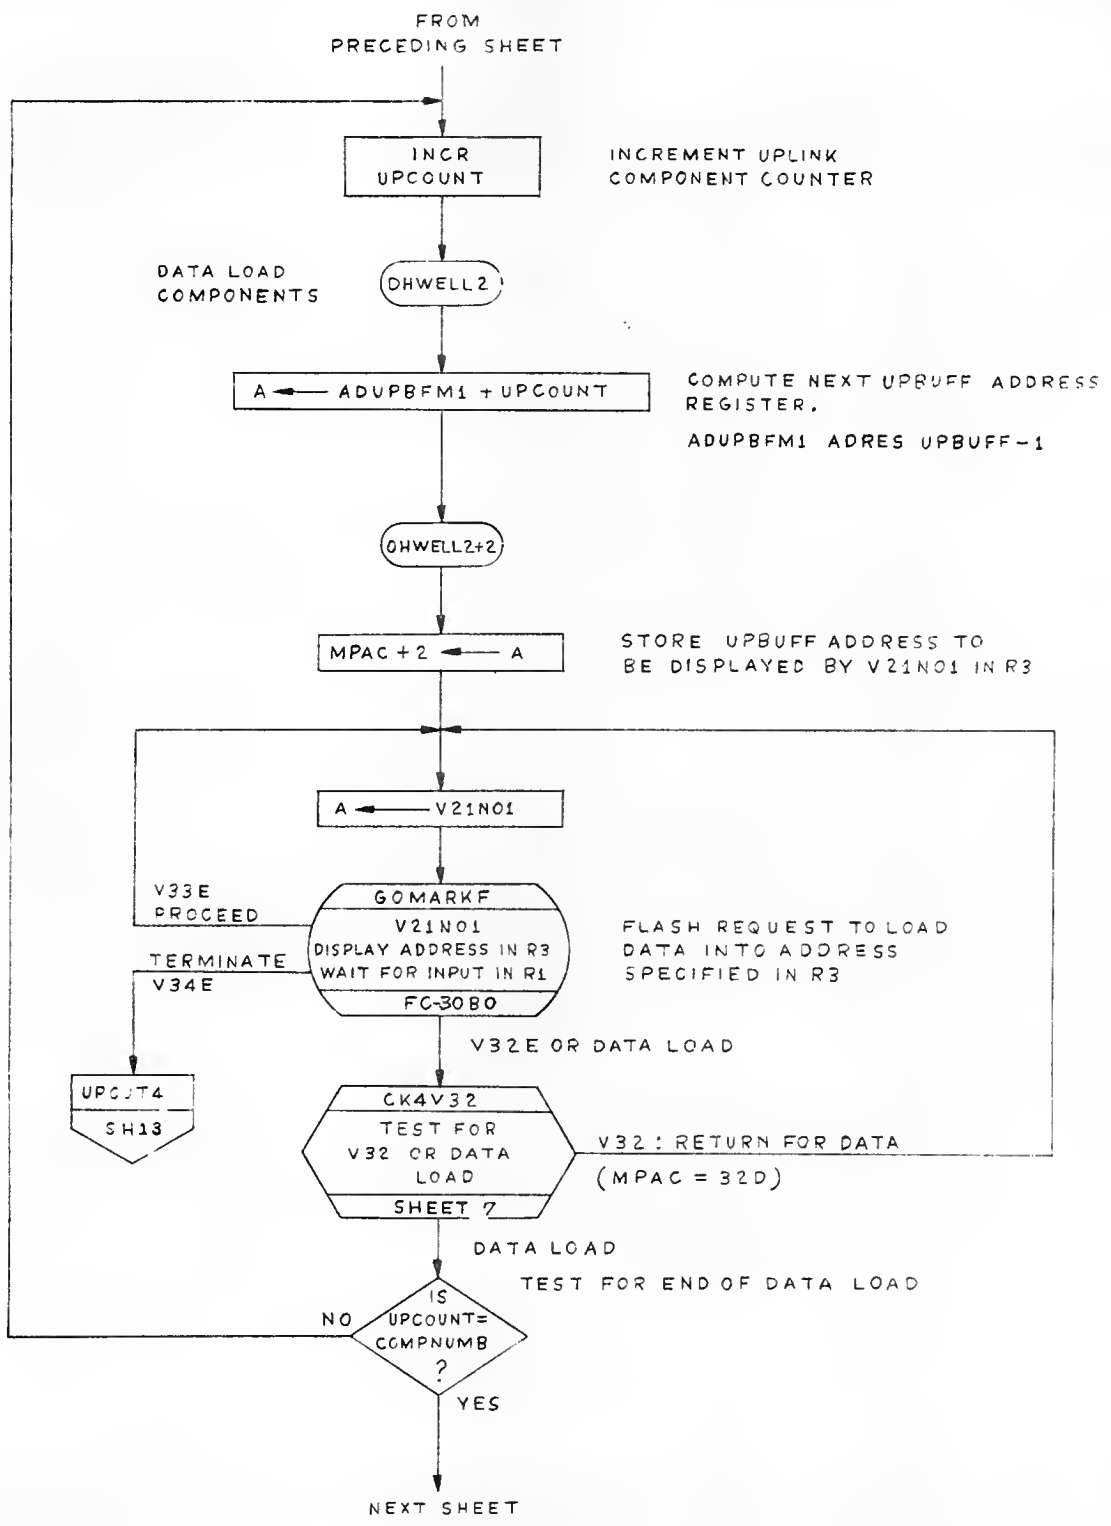 FROM
PRECEDING SHEET
INCR
UPCOUNT
INCREMENT UPLINK
COMPONENT COUNTER
DATA LOAD
COMPONENTS
OHWELL2
A ← ADUPBFM1 + UPCOUNT
COMPUTE NEXT UPBUFF ADDRESS
REGISTER.
ADUPBFM1 ADRES UPBUFF-1
OHWELL2+2
MPAC + 2 ← A
STORE UPBUFF ADDRESS TO
BE DISPLAYED BY V21N01 IN R3
A ← V21N01
V33E
PROCEED
TERMINATE
V34E
GOMARKF
V21N01
DISPLAY ADDRESS IN R3
WAIT FOR INPUT IN R1
FC-3080
FLASH REQUEST TO LOAD
DATA INTO ADDRESS
SPECIFIED IN R3
V32E OR DATA LOAD
UPOUT4
SH13
CK4V32
TEST FOR
V32 OR DATA
LOAD
SHEET 7
V32: RETURN FOR DATA
(MPAC = 32D)
DATA LOAD
TEST FOR END OF DATA LOAD
IS
UPCOUNT=
COMPNUMB
?
NO
YES
NEXT SHEET